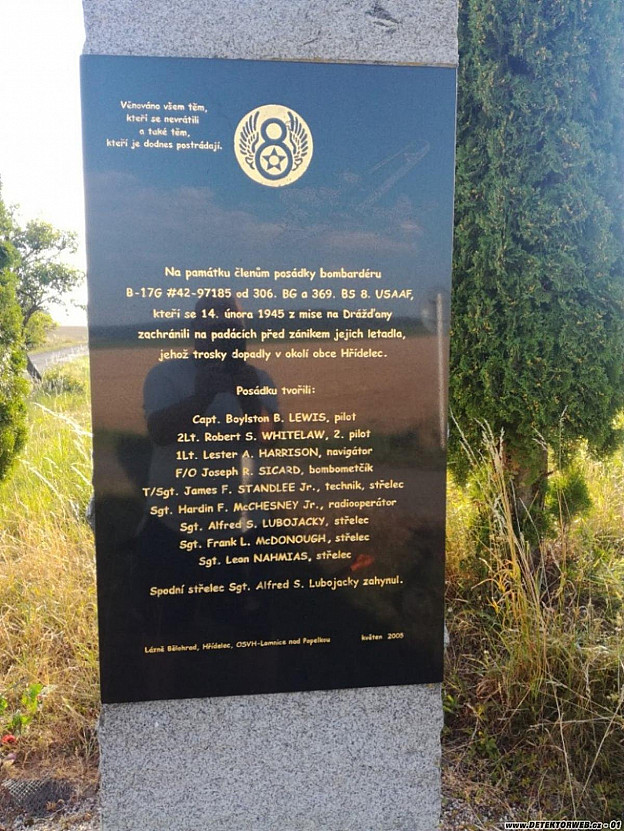 Věnováno všem těm,
kteří se nevrátili
a také těm,
kteří je dodnes postrádají.
8
Na památku členům posádky bombardéru
B-17G #42-97185 od 306. BG a 369. BS 8. USAAF,
kteří se 14. února 1945 z mise na Drážďany
zachránili na padácích před zánikem jejich letadla,
jehož trosky dopadly v okolí obce Hřídelec.
Posádku tvořili:
Capt. Boylston B. LEWIS, pilot
2Lt. Robert S. WHITELAW, 2. pilot
1Lt. Lester A. HARRISON, navigátor
F/O Joseph R. SICARD, bombometčík
T/Sgt. James F. STANDLEE Jr., technik, střelec
Sgt. Hardin F. McCHESNEY Jr., radiooperátor
Sgt. Alfred S. LUBOJACKY, střelec
Sgt. Frank L. McDONOUGH, střelec
Sgt. Leon NAHMIAS, střelec
Spodní střelec Sgt. Alfred S. Lubojacky zahynul.
Lázně Bělohrad, Hřídelec, OSVH-Lomnice nad Popelkou květen 2005
www.DETEKTORWEB.cz - 01